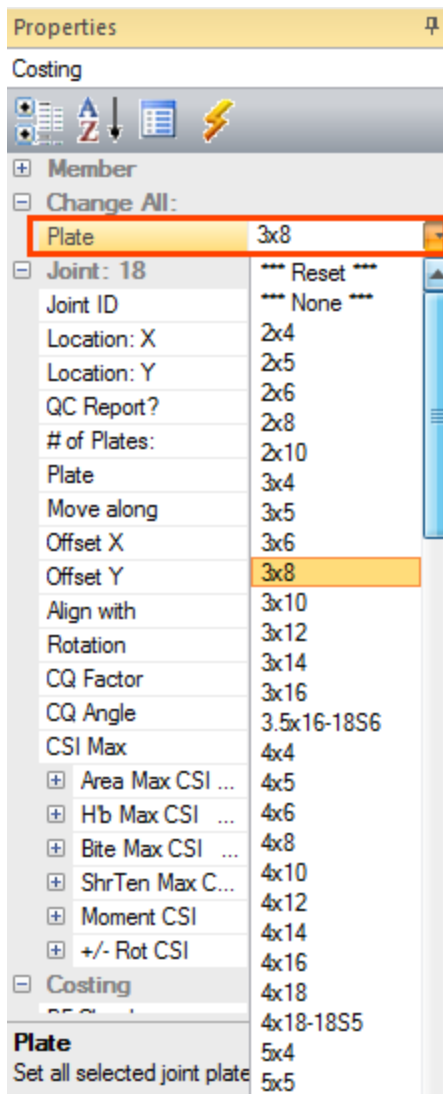 Properties
Costing
Member
Change All:
Plate 3x8
Joint: 18 *** Reset ***
Joint ID *** None ***
Location: X 2x4
Location: Y 2x5
QC Report? 2x6
2x8
# of Plates: 2x10
Plate 3x4
Move along 3x5
Offset X 3x6
Offset Y 3x8
Align with 3x10
Rotation 3x12
3x14
CQ Factor 3x16
CQ Angle 3.5x16-18S6
CSI Max 4x4
Area Max CSI ... 4x5
H'b Max CSI ... 4x6
Bite Max CSI ... 4x8
ShrTen Max C... 4x10
4x12
Moment CSI 4x14
+/- Rot CSI 4x16
Costing 4x18
4x18-18S5
Plate 5x4
Set all selected joint plate 5x5